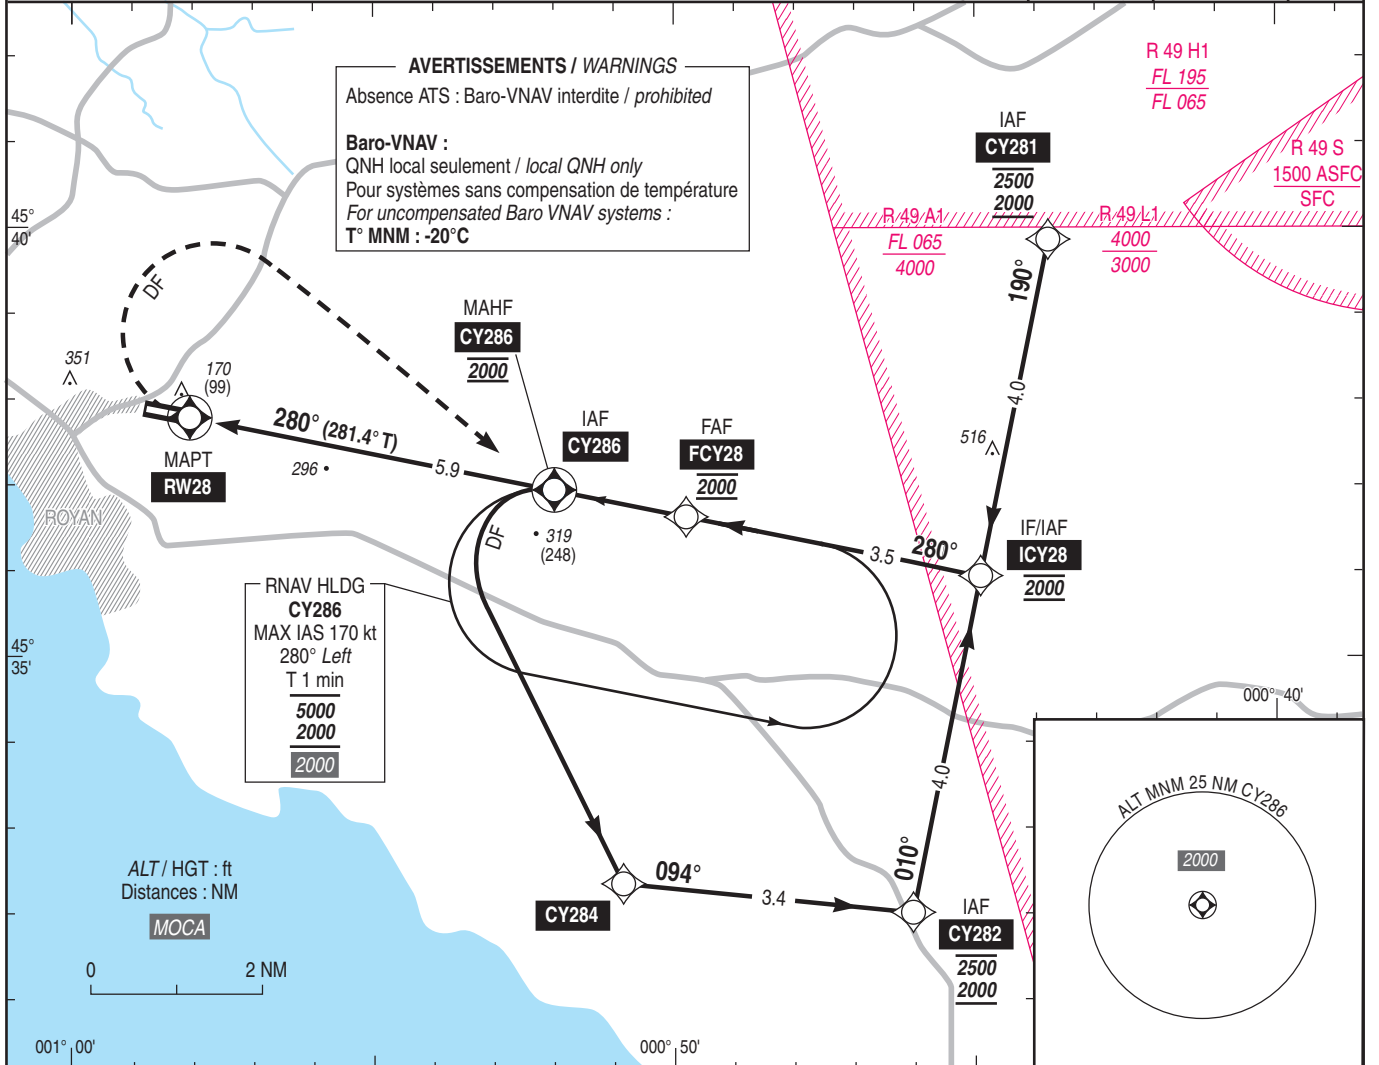 AVERTISSEMENTS / WARNINGS
Absence ATS : Baro-VNAV interdite / prohibited
Baro-VNAV :
QNH local seulement / local QNH only
Pour systèmes sans compensation de température
For uncompensated Baro VNAV systems :
T° MNM : -20°C
R 49 H1
FL 195
FL 065
IAF
CY281
2500
2000
R 49 S
1500 ASFC
SFC
R 49 A1
FL 065
4000
R 49 L1
4000
3000
45°
40'
190°
DF
MAHF
CY286
2000
351
170
(99)
4.0
280° (281.4° T)
5.9
IAF
CY286
FAF
FCY28
2000
516
MAPT
RW28
296
ROYAN
DF
319
(248)
3.5
280°
IF/IAF
ICY28
2000
RNAV HLDG
CY286
MAX IAS 170 kt
280° Left
T 1 min
5000
2000
2000
45°
35'
000° 40'
4.0
ALT MNM 25 NM CY286
2000
010°
ALT / HGT : ft
Distances : NM
MOCA
0 2 NM
094°
3.4
CY284
IAF
CY282
2500
2000
001° 00'
000° 50'